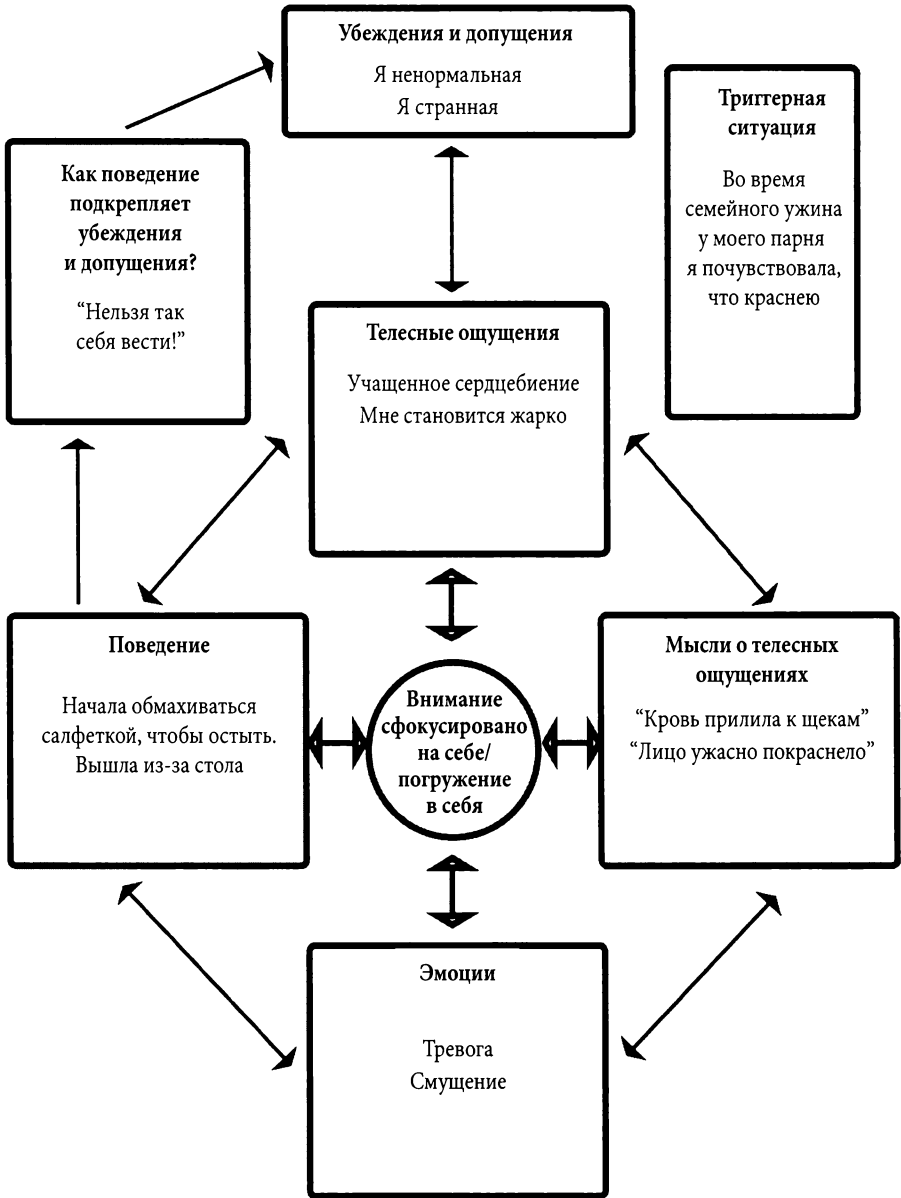 Убеждения и допущения
Я ненормальная
Я странная
Триггерная
ситуация
Во время
семейного ужина
у моего парня
я почувствовала,
что краснею
Как поведение
подкрепляет
убеждения
и допущения?
“Нельзя так
себя вести!”
Телесные ощущения
Учащенное сердцебиение
Мне становится жарко
Поведение
Начала обмахиваться
салфеткой, чтобы остыть.
Вышла из-за стола
Внимание
сфокусировано
на себе/
погружение
в себя
Мысли о телесных
ощущениях
“Кровь прилила к щекам”
“Лицо ужасно покраснело”
Эмоции
Тревога
Смущение